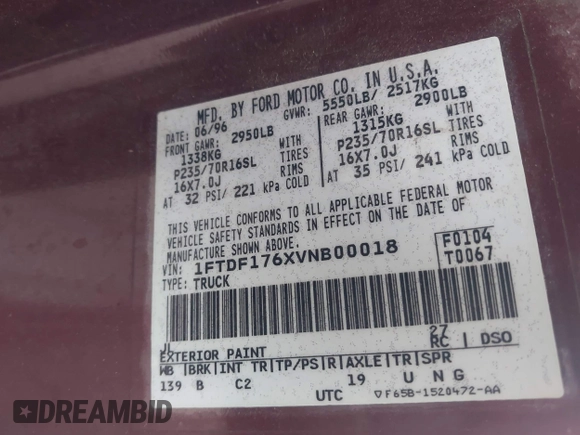 MFD. BY FORD MOTOR CO. IN U.S.A.
DATE: 06/96 GVWR: 5550LB/ 2517KG
FRONT GAWR: 2950LB REAR GAWR: 2900LB
1338KG WITH 1315KG WITH
P235/70R16SL TIRES P235/70R16SL TIRES
16X7.0J RIMS 16X7.0J RIMS
AT 32 PSI/ 221 kPa COLD AT 35 PSI/ 241 kPa COLD
THIS VEHICLE CONFORMS TO ALL APPLICABLE FEDERAL MOTOR
VEHICLE SAFETY STANDARDS IN EFFECT ON THE DATE OF
MANUFACTURE SHOWN ABOVE.
VIN: 1FTDF176XVNB00018 F0104
TYPE: TRUCK T0067
JL 27
EXTERIOR PAINT RC DSO
WB BRK INT TR TP/PS R AXLE TR SPR
139 B C2 19 U N G
UTC ▽F65B-1520472-AA
DREAMBID